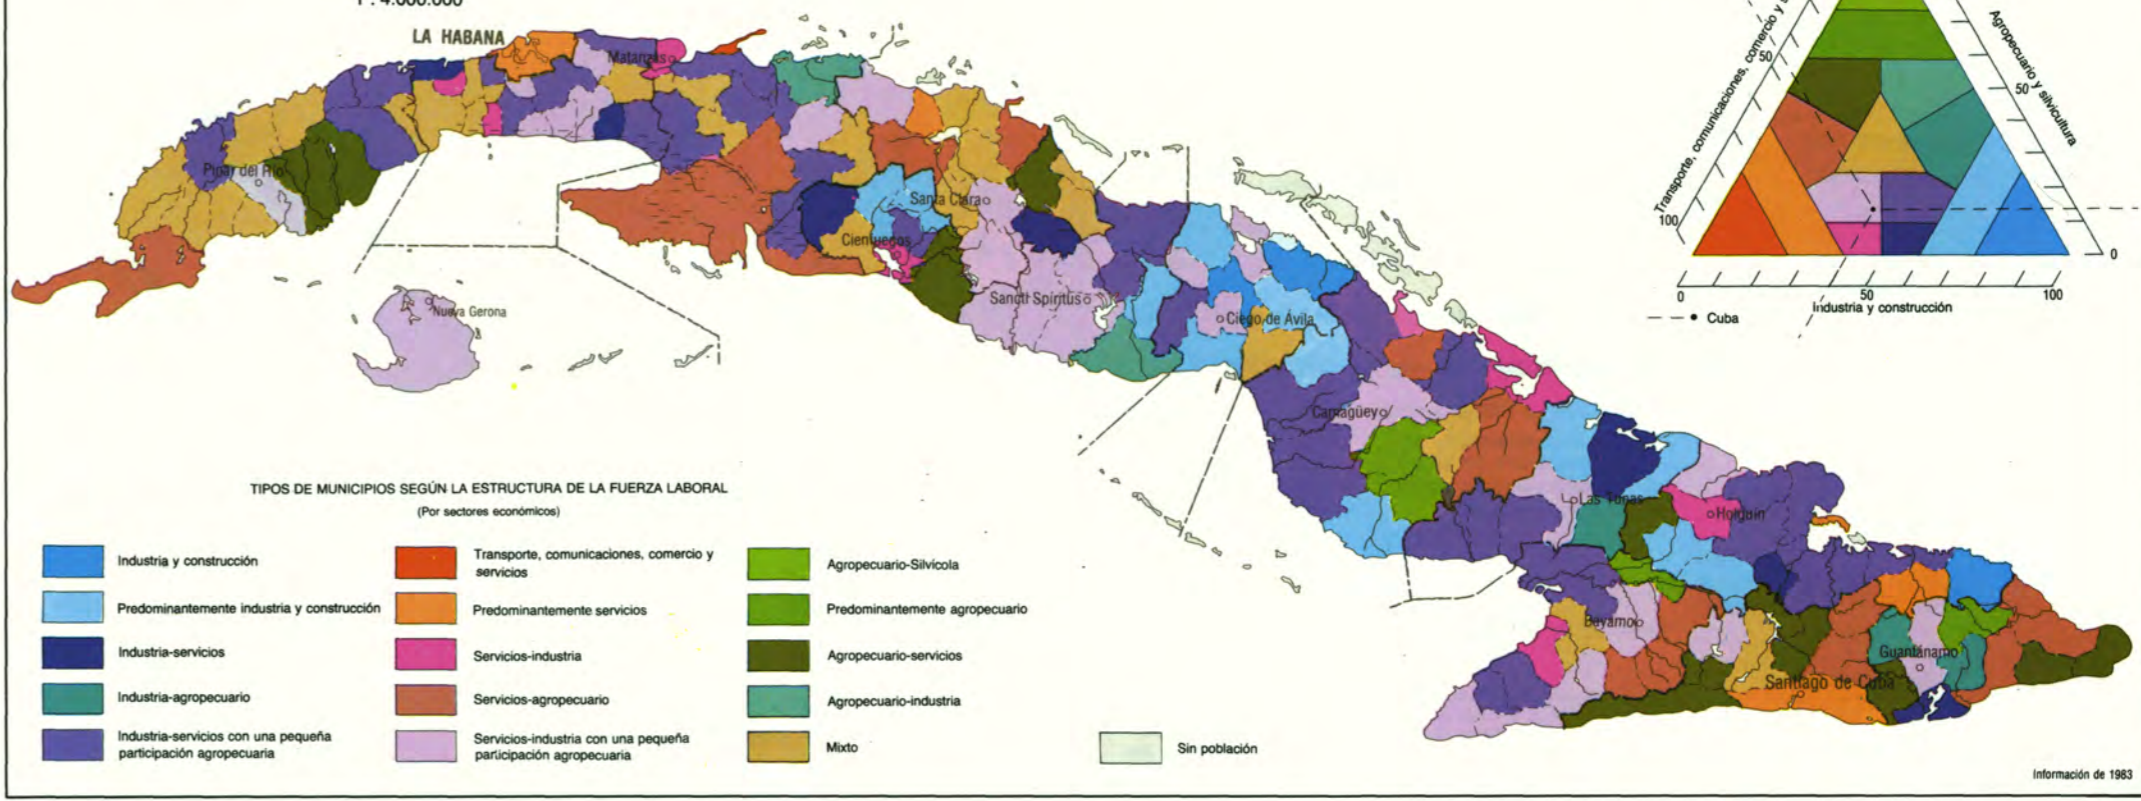 1 : 4.000.000
LA HABANA
Matanzas
Pinar del Río
Santa Clara
Cienfuegos
Nueva Gerona
Sancti Spíritus
Ciego de Ávila
Camagüey
Las Tunas
Holguín
Bayamo
Guantánamo
Santiago de Cuba
Transporte, comunicaciones, comercio y
Agropecuario y silvicultura
50
50
100
0
0
50
100
Industria y construcción
Cuba
TIPOS DE MUNICIPIOS SEGÚN LA ESTRUCTURA DE LA FUERZA LABORAL
(Por sectores económicos)
Industria y construcción
Predominantemente industria y construcción
Industria-servicios
Industria-agropecuario
Industria-servicios con una pequeña
participación agropecuaria
Transporte, comunicaciones, comercio y
servicios
Predominantemente servicios
Servicios-industria
Servicios-agropecuario
Servicios-industria con una pequeña
participación agropecuaria
Agropecuario-Silvícola
Predominantemente agropecuario
Agropecuario-servicios
Agropecuario-industria
Mixto
Sin población
Información de 1983